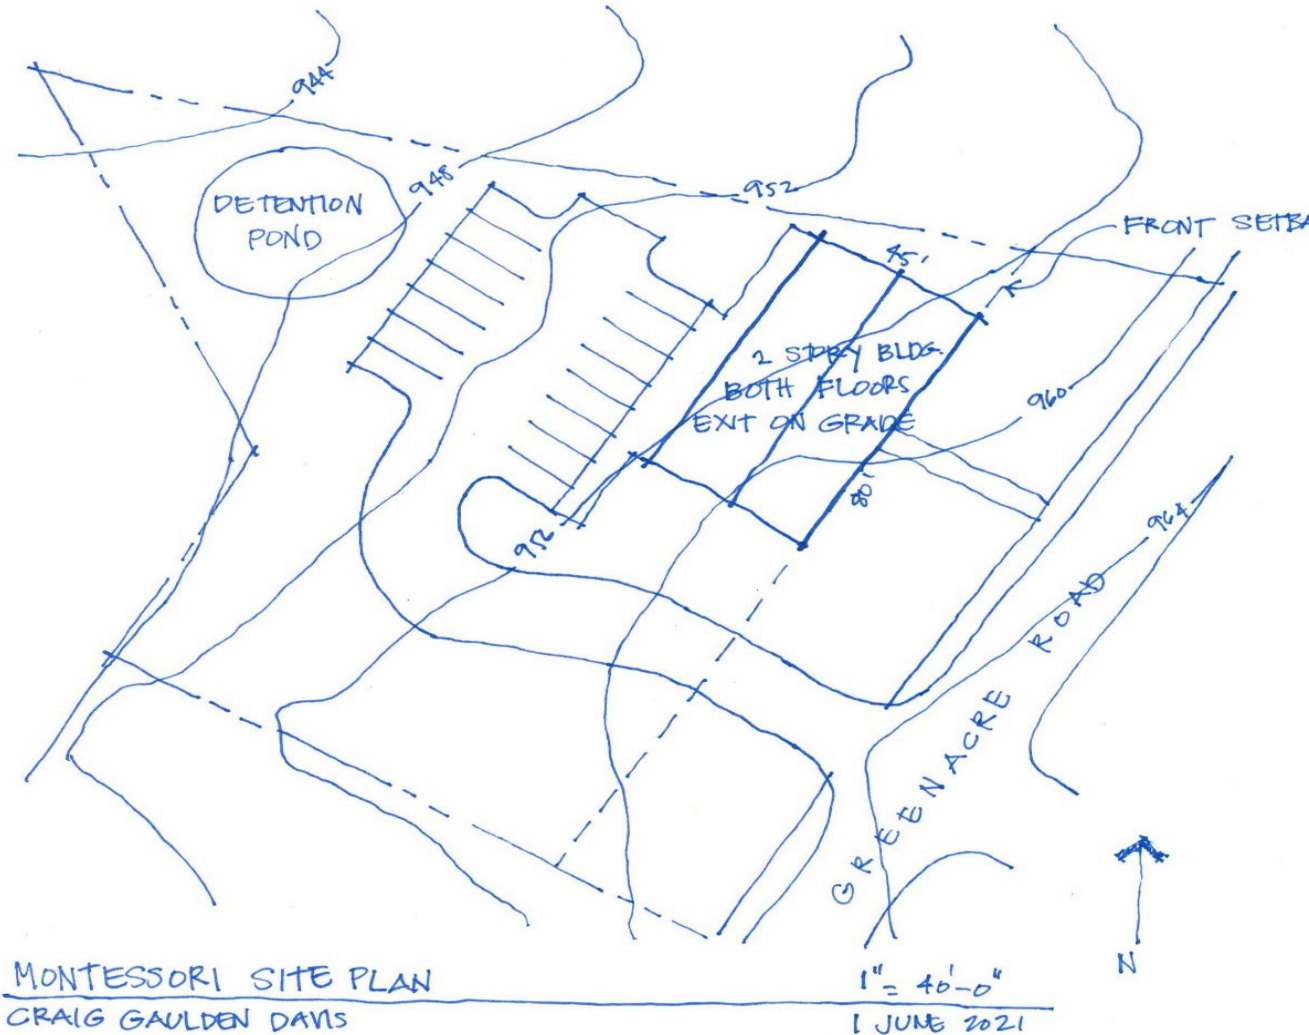 944
948
DETENTION
POND
952
FRONT SETBA
45'
2 STORY BLDG.
BOTH FLOORS
EXIT ON GRADE
960
80'
952
964
GREENACRE ROAD
N
MONTESSORI SITE PLAN
1" = 40'-0"
CRAIG GAULDEN DAVIS
1 JUNE 2021